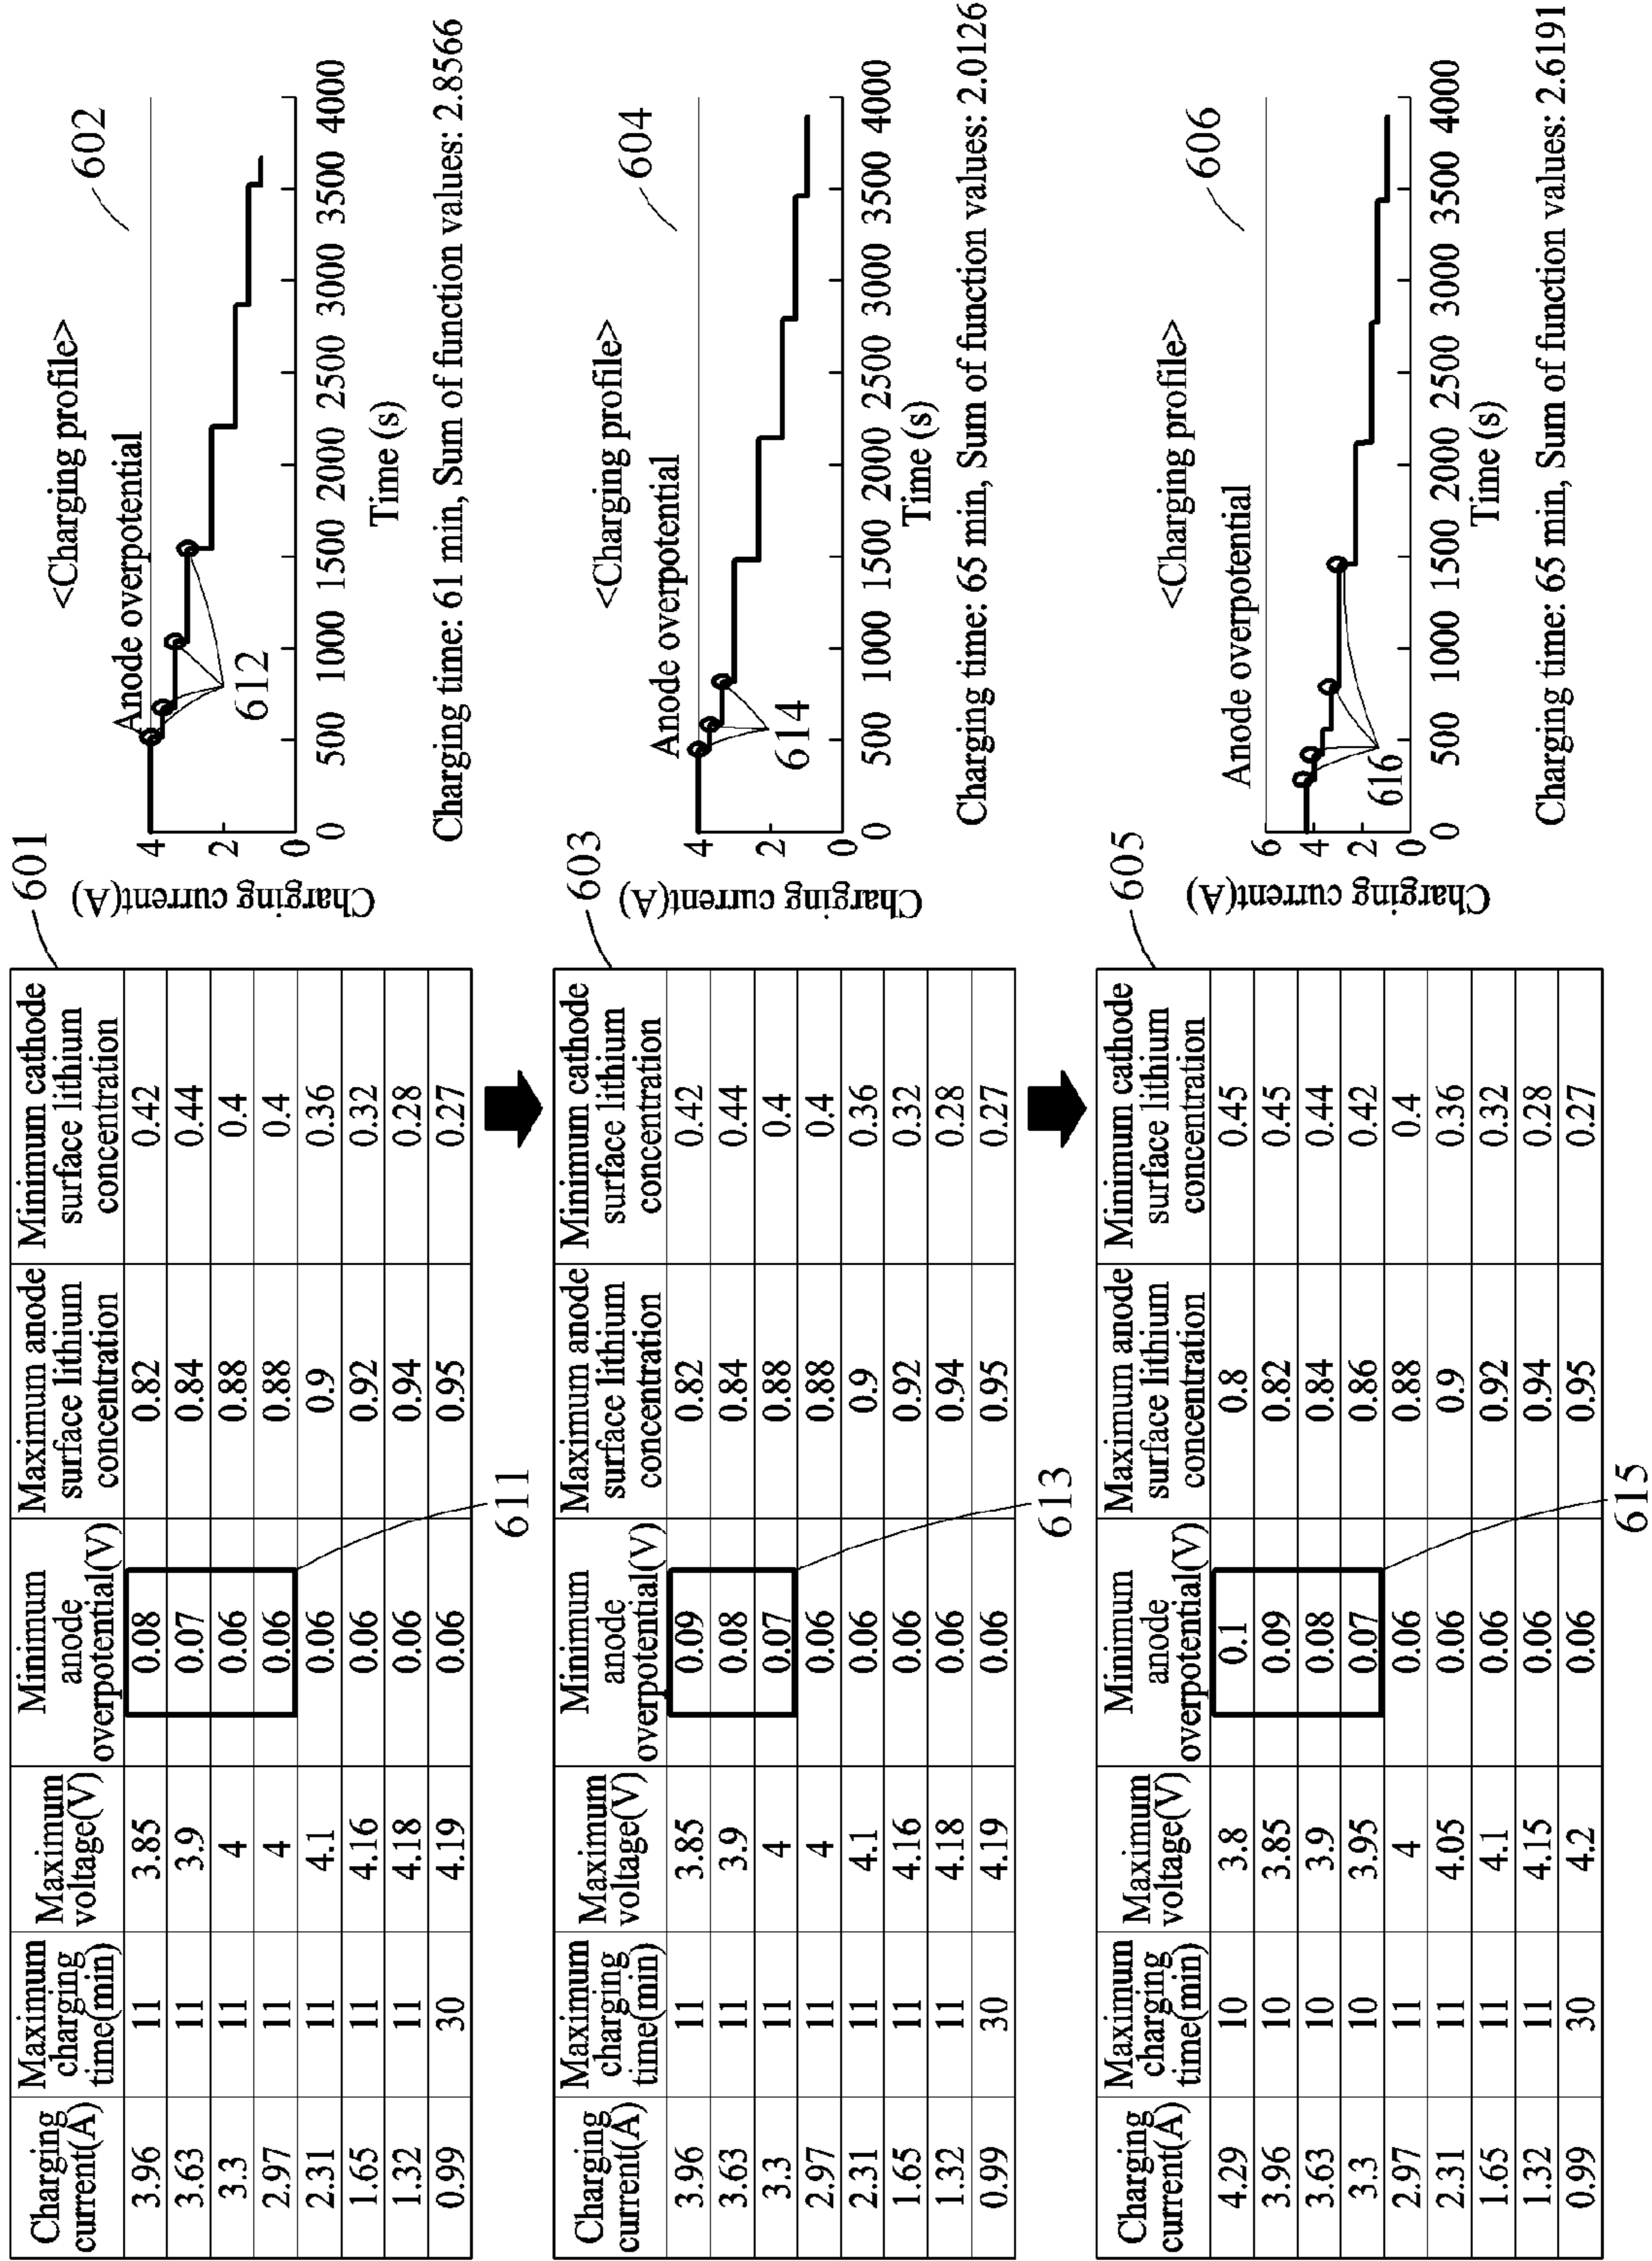 601
Charging current(A) Maximum charging time(min) Maximum voltage(V) Minimum anode overpotential(V) Maximum anode surface lithium concentration Minimum cathode surface lithium concentration
3.96 11 3.85 0.08 0.82 0.42
3.63 11 3.9 0.07 0.84 0.44
3.3 11 4 0.06 0.88 0.4
2.97 11 4 0.06 0.88 0.4
2.31 11 4.1 0.06 0.9 0.36
1.65 11 4.16 0.06 0.92 0.32
1.32 11 4.18 0.06 0.94 0.28
0.99 30 4.19 0.06 0.95 0.27
611
<Charging profile>
602
Anode overpotential
Charging current(A)
4
2
0
612
0 500 1000 1500 2000 2500 3000 3500 4000
Time (s)
Charging time: 61 min, Sum of function values: 2.8566
603
Charging current(A) Maximum charging time(min) Maximum voltage(V) Minimum anode overpotential(V) Maximum anode surface lithium concentration Minimum cathode surface lithium concentration
3.96 11 3.85 0.09 0.82 0.42
3.63 11 3.9 0.08 0.84 0.44
3.3 11 4 0.07 0.88 0.4
2.97 11 4 0.06 0.88 0.4
2.31 11 4.1 0.06 0.9 0.36
1.65 11 4.16 0.06 0.92 0.32
1.32 11 4.18 0.06 0.94 0.28
0.99 30 4.19 0.06 0.95 0.27
613
<Charging profile>
604
Anode overpotential
Charging current(A)
4
2
0
614
0 500 1000 1500 2000 2500 3000 3500 4000
Time (s)
Charging time: 65 min, Sum of function values: 2.0126
605
Charging current(A) Maximum charging time(min) Maximum voltage(V) Minimum anode overpotential(V) Maximum anode surface lithium concentration Minimum cathode surface lithium concentration
4.29 10 3.8 0.1 0.8 0.45
3.96 10 3.85 0.09 0.82 0.45
3.63 10 3.9 0.08 0.84 0.44
3.3 10 3.95 0.07 0.86 0.42
2.97 11 4 0.06 0.88 0.4
2.31 11 4.05 0.06 0.9 0.36
1.65 11 4.1 0.06 0.92 0.32
1.32 11 4.15 0.06 0.94 0.28
0.99 30 4.2 0.06 0.95 0.27
615
<Charging profile>
606
Anode overpotential
Charging current(A)
6
4
2
0
616
0 500 1000 1500 2000 2500 3000 3500 4000
Time (s)
Charging time: 65 min, Sum of function values: 2.6191